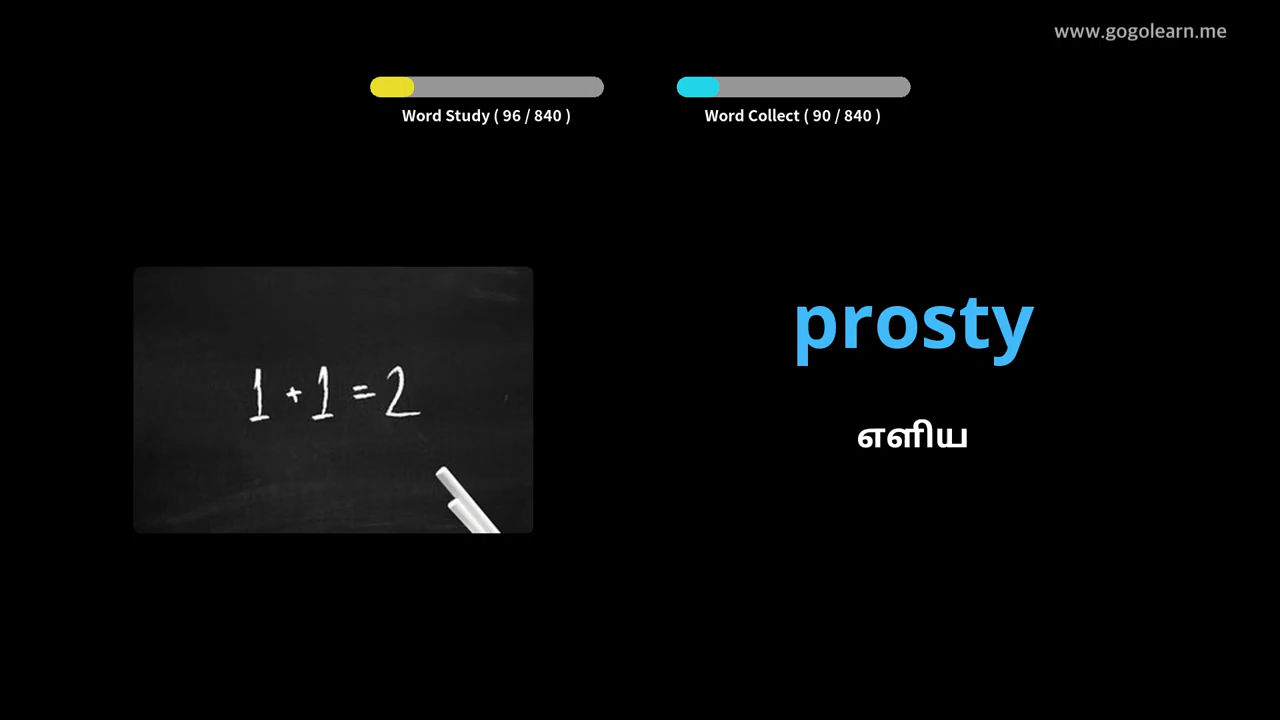 www.gogolearn.me
Word Study ( 96 / 840 )
Word Collect ( 90 / 840 )
1 + 1 = 2
prosty
எளிய